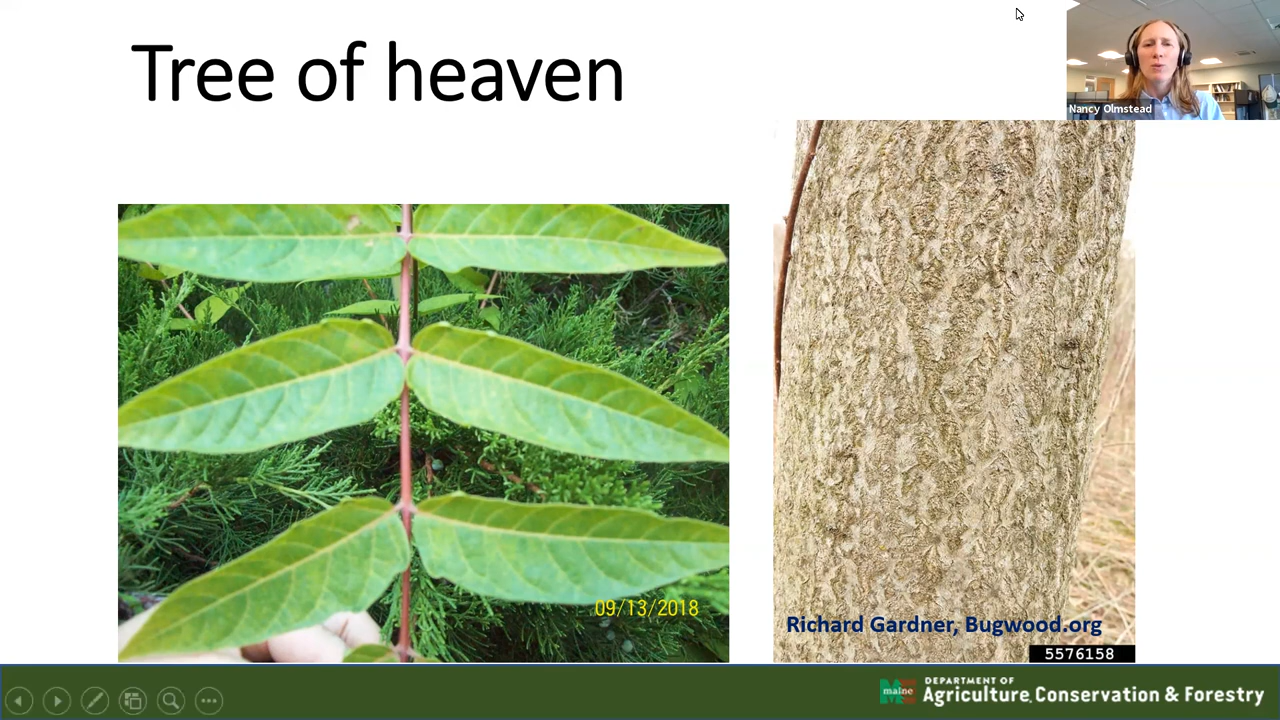 Tree of heaven
Nancy Olmstead
09/13/2018
Richard Gardner, Bugwood.org
5576158
maine
DEPARTMENT OF
Agriculture, Conservation & Forestry